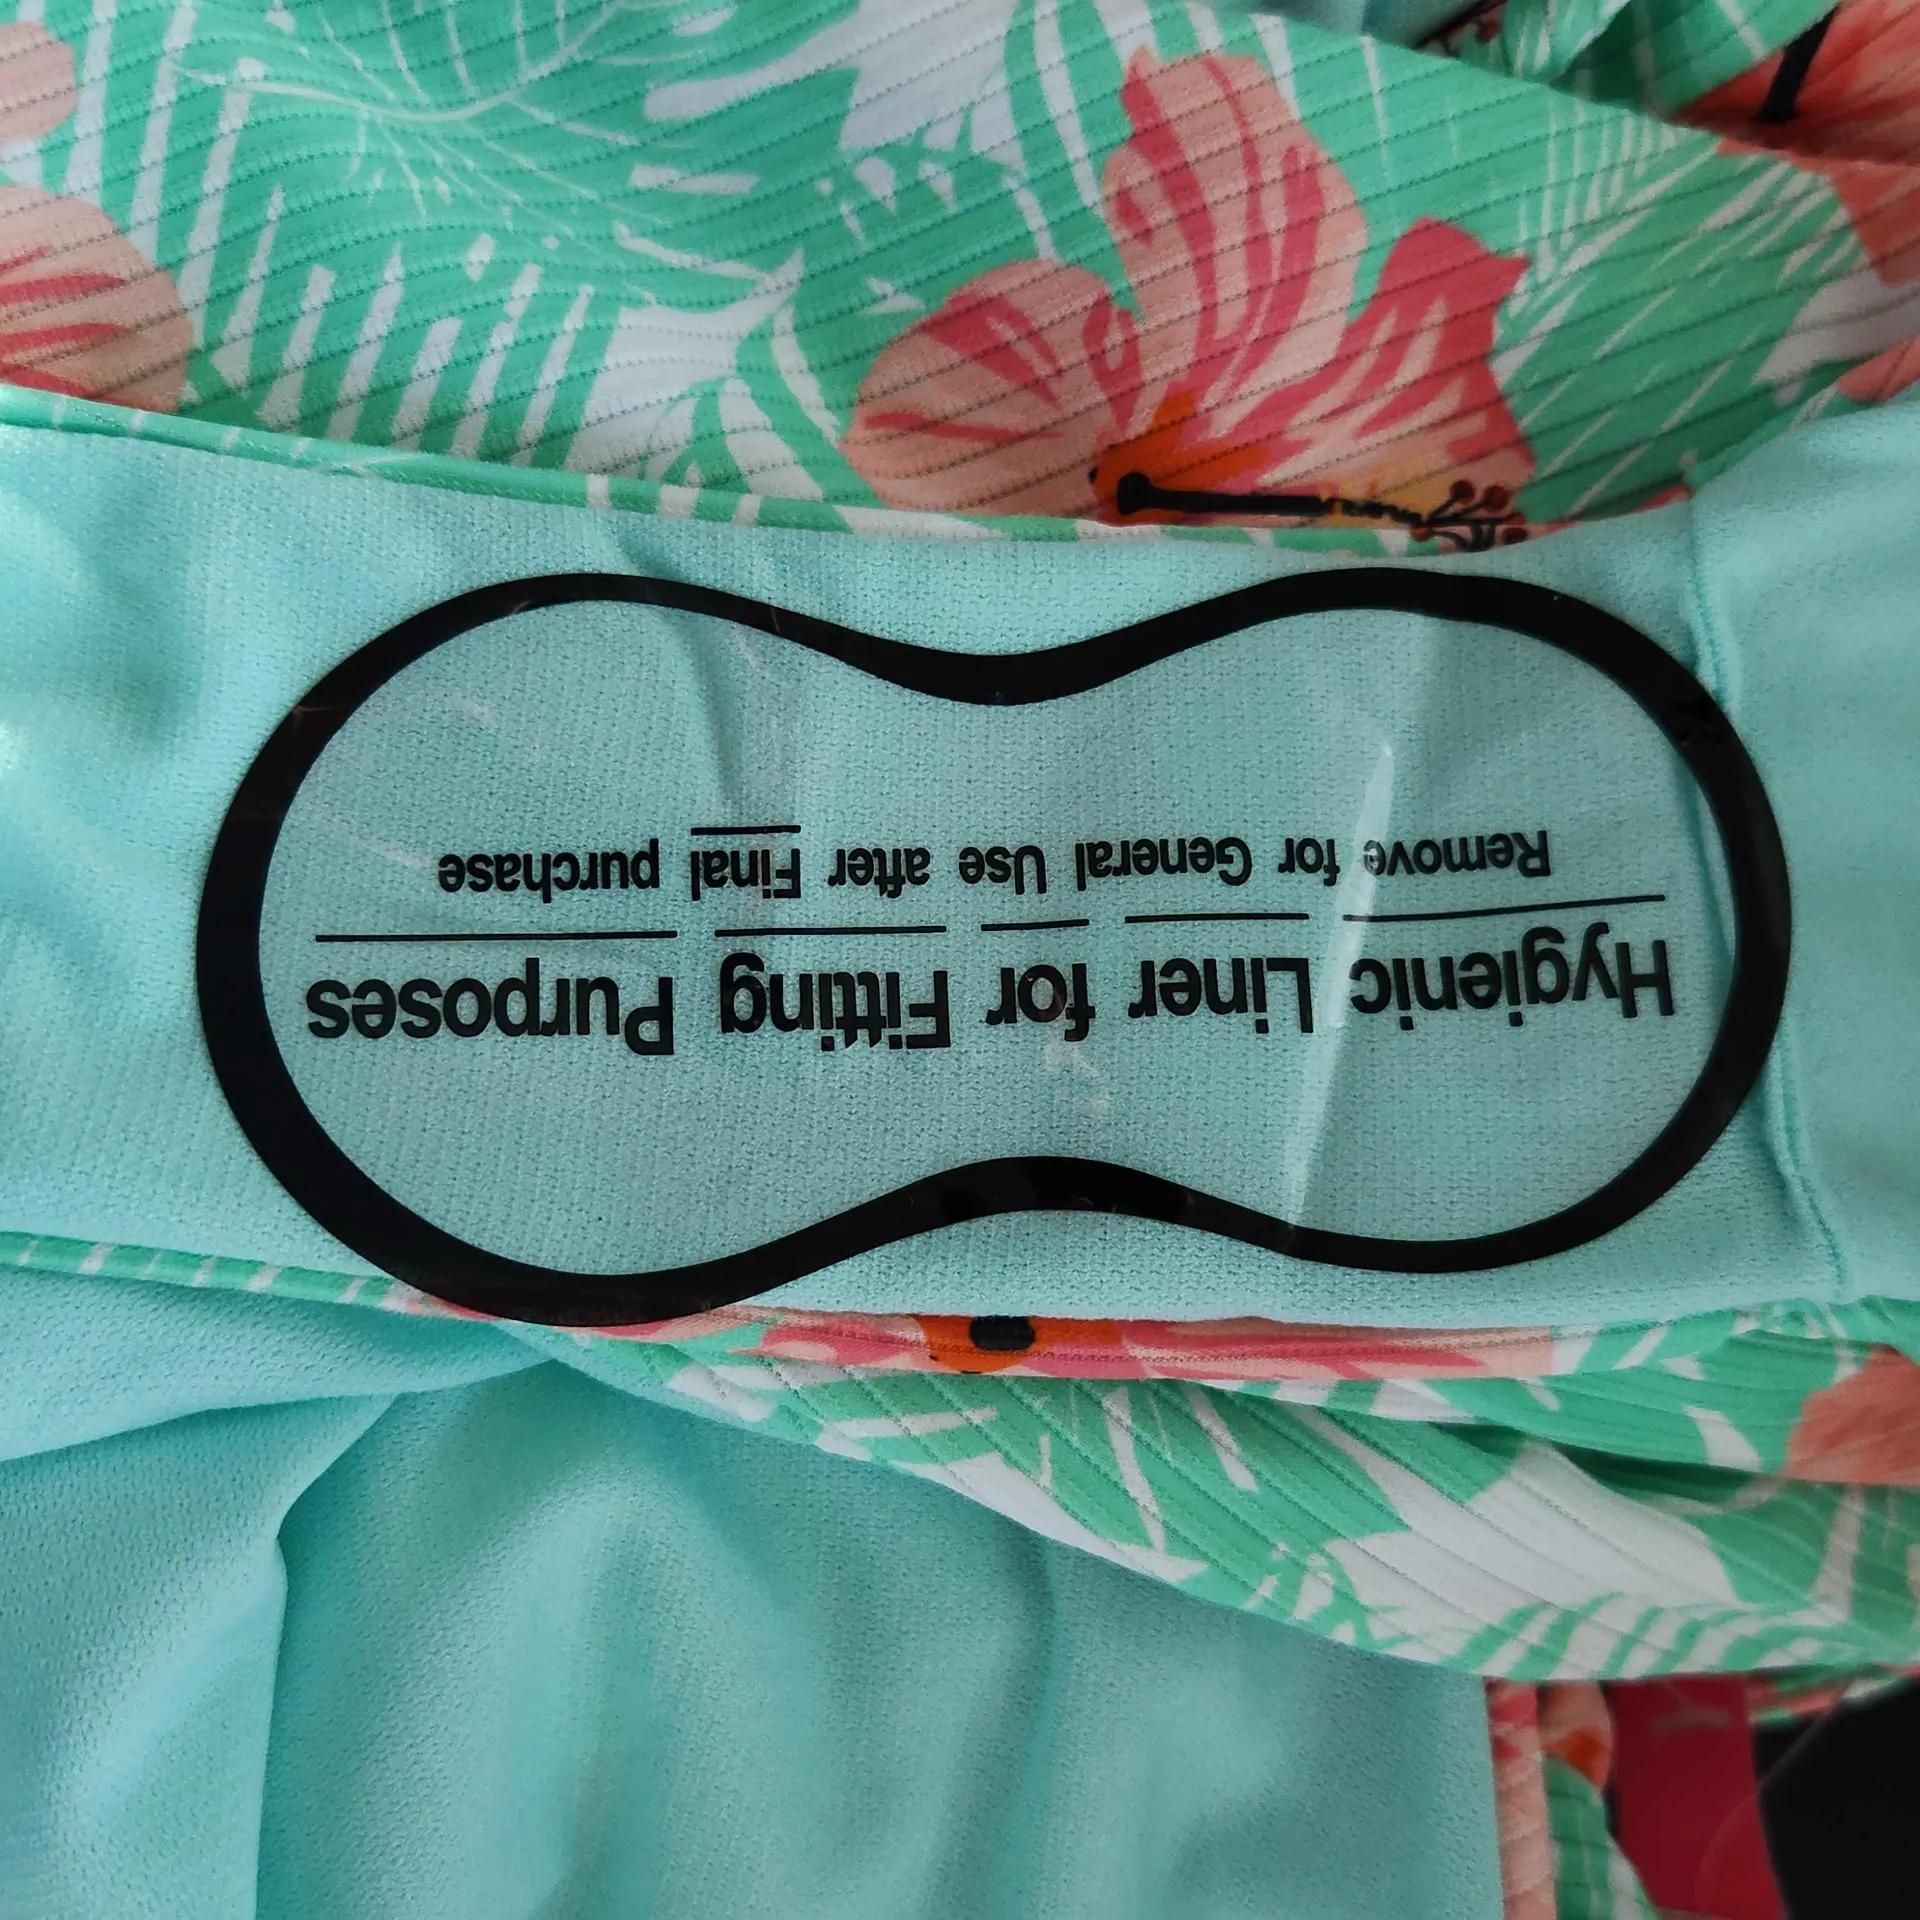 Hygienic Liner for Fitting Purposes
Remove for General Use after Final purchase